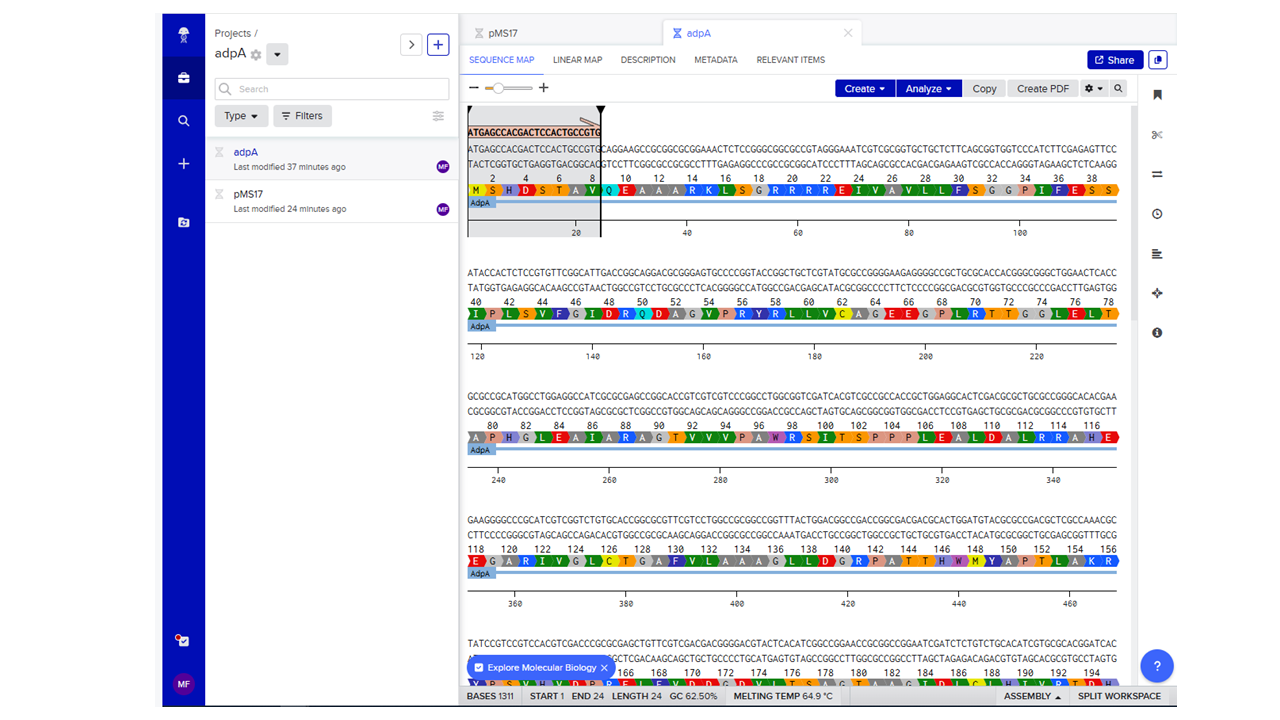 Projects /
adpA
Search
Type
Filters
adpA
Last modified 37 minutes ago
MF
pMS17
Last modified 24 minutes ago
MF
MF
pMS17
adpA
SEQUENCE MAP LINEAR MAP DESCRIPTION METADATA RELEVANT ITEMS
Share
Create Analyze Copy Create PDF
ATGAGCCACGACTCCACTGCCGTG
ATGAGCCACGACTCCACTGCCGTGCAGGAAGCCGCGGCGCGGAAACTCTCCGGGCGGCGCCGTAGGGAAATCGTCGCGGTGCTGCTCTTCAGCGGTGGTCCCATCTTCGAGAGTTCC
TACTCGGTGCTGAGGTGACGGCACGTCCTTCGGCGCCGCGCCTTTGAGAGGCCCGCCGCGGCATCCCTTTAGCAGCGCCACGACGAGAAGTCGCCACCAGGGTAGAAGCTCTCAAGG
2 4 6 8 10 12 14 16 18 20 22 24 26 28 30 32 34 36 38
M S H D S T A V Q E A A A R K L S G R R R R E I V A V L L F S G G P I F E S S
AdpA
20 40 60 80 100
ATACCACTCTCCGTGTTCGGCATTGACCGGCAGGACGCGGGAGTGCCCCGGTACCGGCTGCTCGTATGCGCCGGGGAAGAGGGGCCGCTGCGCACCACGGGCGGGCTGGAACTCACC
TATGGTGAGAGGCACAAGCCGTAACTGGCCGTCCTGCGCCCTCACGGGGCCATGGCCGACGAGCATACGCGGCCCCTTCTCCCCGGCGACGCGTGGTGCCCGCCCGACCTTGAGTGG
40 42 44 46 48 50 52 54 56 58 60 62 64 66 68 70 72 74 76 78
I P L S V F G I D R Q D A G V P R Y R L L V C A G E E G P L R T T G G L E L T
AdpA
120 140 160 180 200 220
GCGCCGCATGGCCTGGAGGCCATCGCGCGAGCCGGCACCGTCGTCGTCCCGGCCTGGCGGTCGATCACGTCGCCGCCACCGCTGGAGGCACTCGACGCGCTGCGCCGGGCACACGAA
CGCGGCGTACCGGACCTCCGGTAGCGCGCTCGGCCGTGGCAGCAGCAGGGCCGGACCGCCAGCTAGTGCAGCGGCGGTGGCGACCTCCGTGAGCTGCGCGACGCGGCCCGTGTGCTT
80 82 84 86 88 90 92 94 96 98 100 102 104 106 108 110 112 114 116
A P H G L E A I A R A G T V V V P A W R S I T S P P P L E A L D A L R R A H E
AdpA
240 260 280 300 320 340
GAAGGGGCCCGCATCGTCGGTCTGTGCACCGGCGCGTTCGTCCTGGCCGCGGCCGGTTTACTGGACGGCCGACCGGCGACGACGCACTGGATGTACGCGCCGACGCTCGCCAAACGC
CTTCCCCGGGCGTAGCAGCCAGACACGTGGCCGCGCAAGCAGGACCGGCGCCGGCCAAATGACCTGCCGGCTGGCCGCTGCTGCGTGACCTACATGCGCGGCTGCGAGCGGTTTGCG
118 120 122 124 126 128 130 132 134 136 138 140 142 144 146 148 150 152 154 156
E G A R I V G L C T G A F V L A A A G L L D G R P A T T H W M Y A P T L A K R
AdpA
360 380 400 420 440 460
TATCCGTCCGTCCACGTCGACCCGCGCGAGCTGTTCGTCGACGACGGGGACGTACTCACATCGGCCGGAACCGCGGCCGGAATCGATCTCTGTCTGCACATCGTGCGCACGGATCAC
166 168 170 172 174 176 178 180 182 184 186 188 190 192 194
Explore Molecular Biology
BASES 1311 START 1 END 24 LENGTH 24 GC 62.50% MELTING TEMP 64.9 °C ASSEMBLY SPLIT WORKSPACE
?